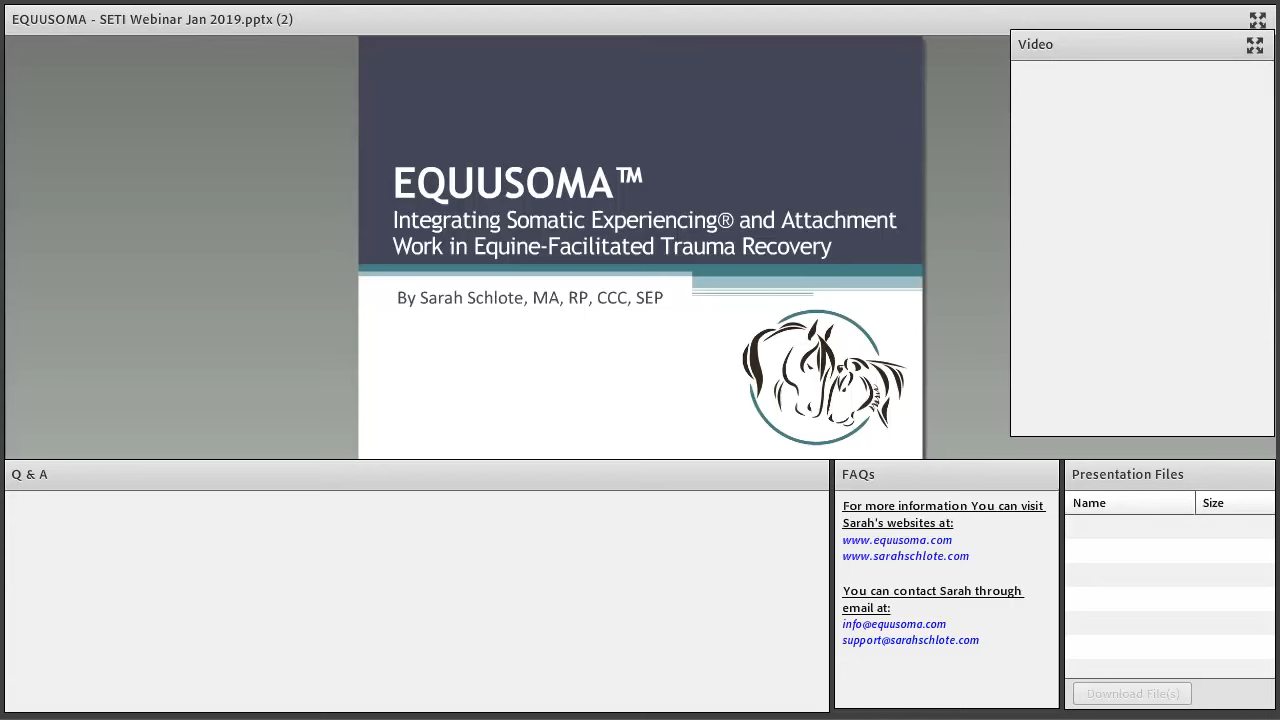 EQUUSOMA - SETI Webinar Jan 2019.pptx (2)
Video
EQUUSOMA™
Integrating Somatic Experiencing® and Attachment
Work in Equine-Facilitated Trauma Recovery
By Sarah Schlote, MA, RP, CCC, SEP
Q & A
FAQs
For more information You can visit
Sarah's websites at:
www.equusoma.com
www.sarahschlote.com
You can contact Sarah through
email at:
info@equusoma.com
support@sarahschlote.com
Presentation Files
Name Size
Download File(s)